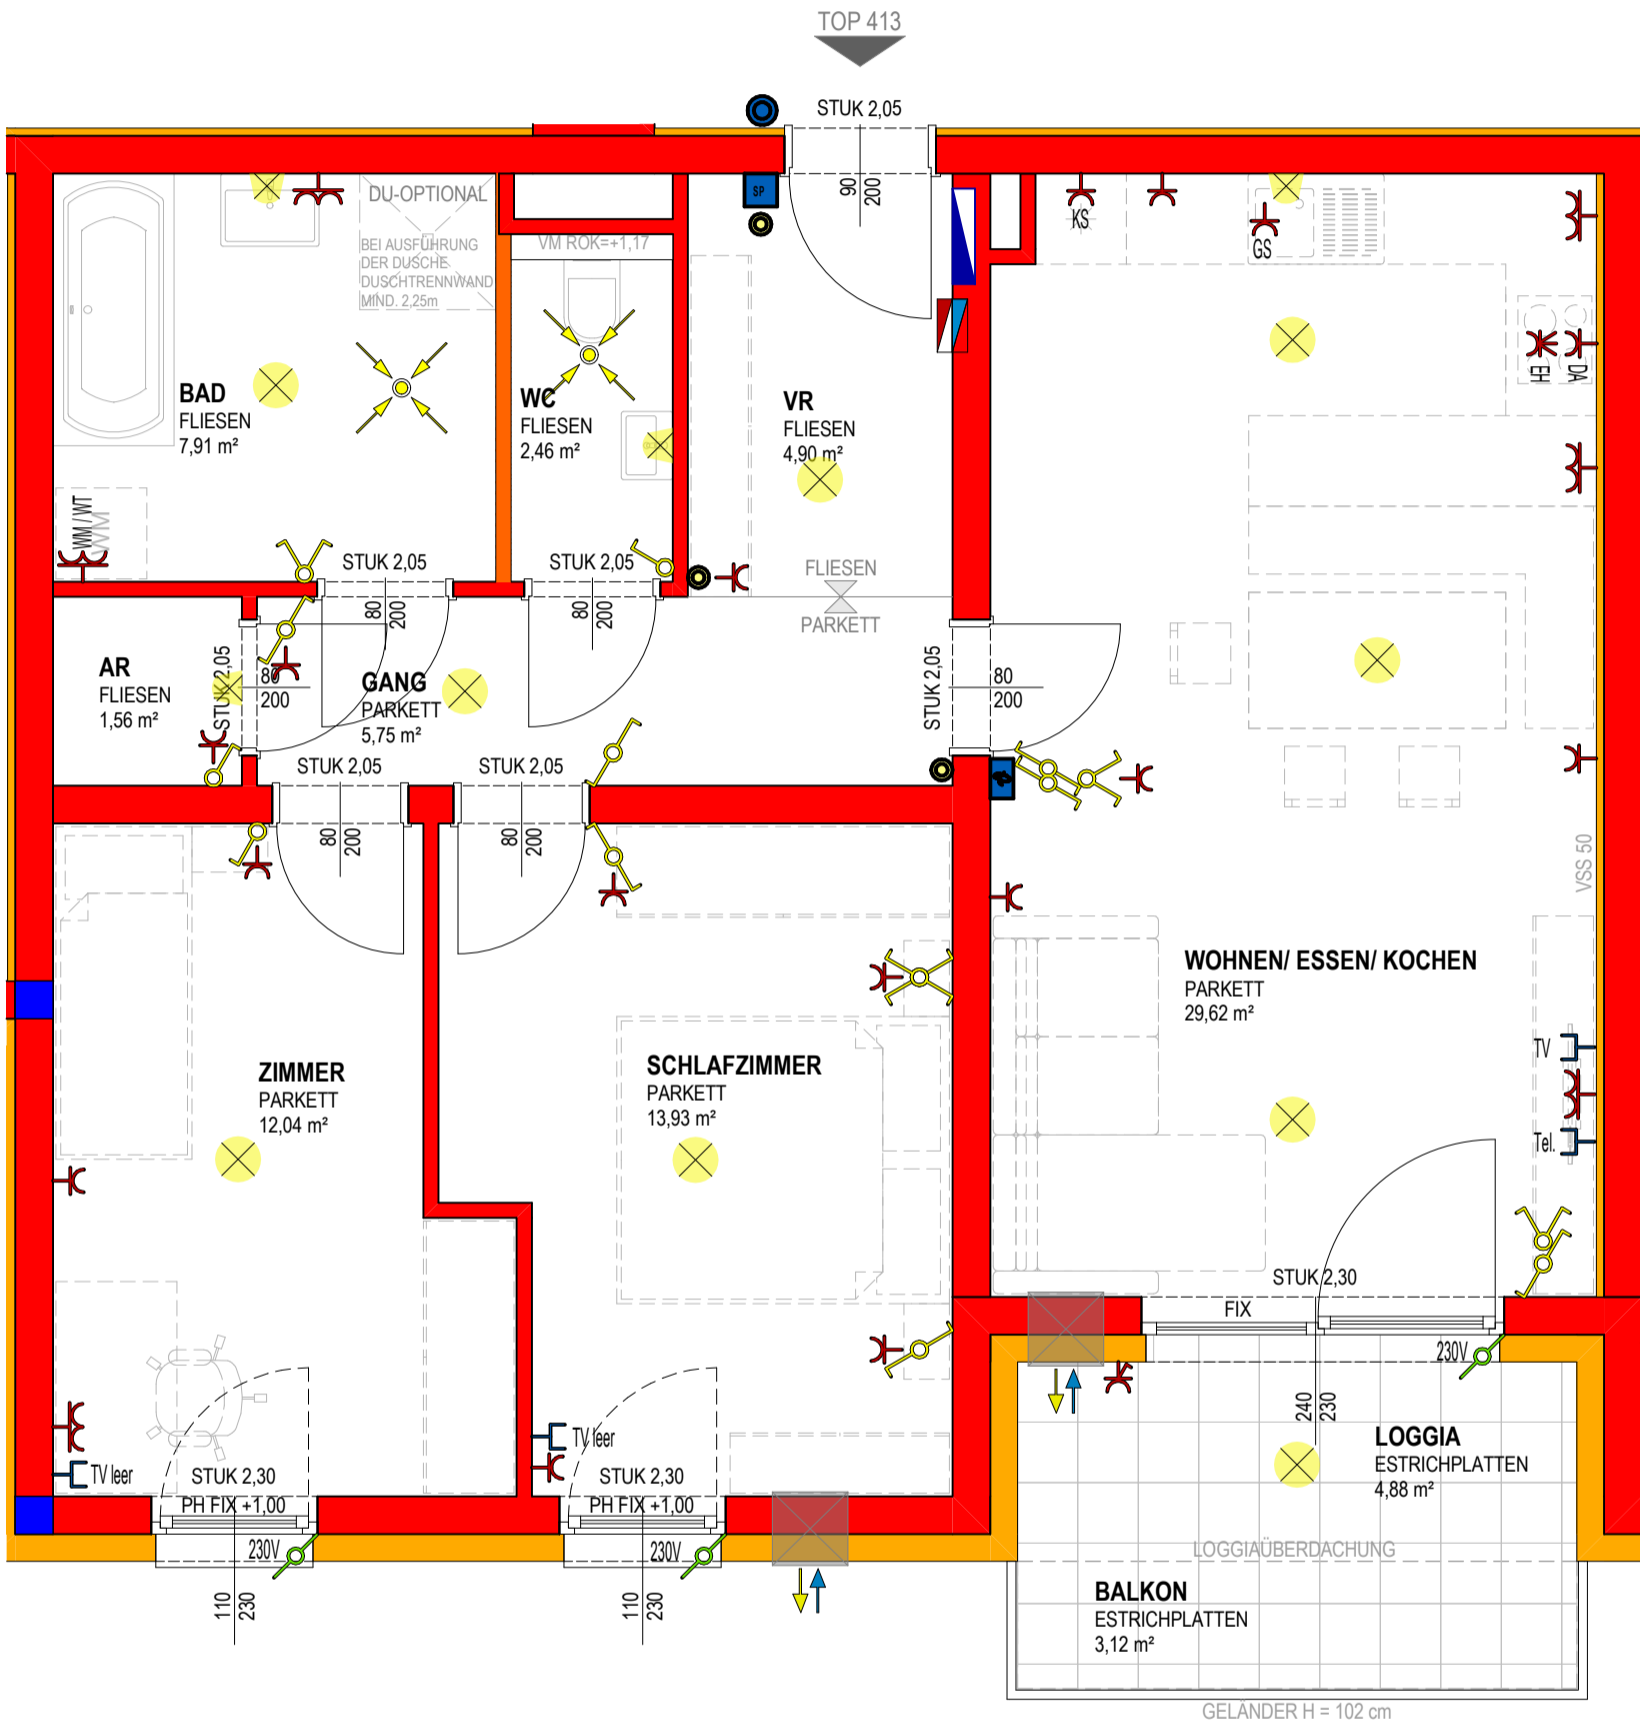 TOP 413
STUK 2,05
90
200
SP
DU-OPTIONAL
BEI AUSFÜHRUNG
DER DUSCHE
DUSCHTRENNWAND
MIND. 2,25m
VM ROK=+1,17
KS
GS
EH
DA
BAD
FLIESEN
7,91 m²
WC
FLIESEN
2,46 m²
VR
FLIESEN
4,90 m²
WM / WT
WM
STUK 2,05
80
200
STUK 2,05
80
200
FLIESEN
PARKETT
AR
FLIESEN
1,56 m²
STUK 2,05
80
200
GANG
PARKETT
5,75 m²
STUK 2,05
80
200
STUK 2,05
80
200
STUK 2,05
80
200
VSS 50
WOHNEN/ ESSEN/ KOCHEN
PARKETT
29,62 m²
ZIMMER
PARKETT
12,04 m²
SCHLAFZIMMER
PARKETT
13,93 m²
TV
Tel.
STUK 2,30
FIX
230V
240
230
TV leer
STUK 2,30
PH FIX +1,00
230V
110
230
TV leer
STUK 2,30
PH FIX +1,00
230V
110
230
LOGGIA
ESTRICHPLATTEN
4,88 m²
LOGGIAÜBERDACHUNG
BALKON
ESTRICHPLATTEN
3,12 m²
GELÄNDER H = 102 cm